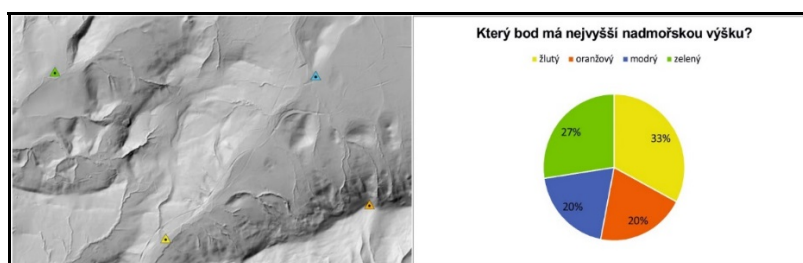 Který bod má nejvyšší nadmořskou výšku?
žlutý oranžový modrý zelený
27% 33%
20% 20%